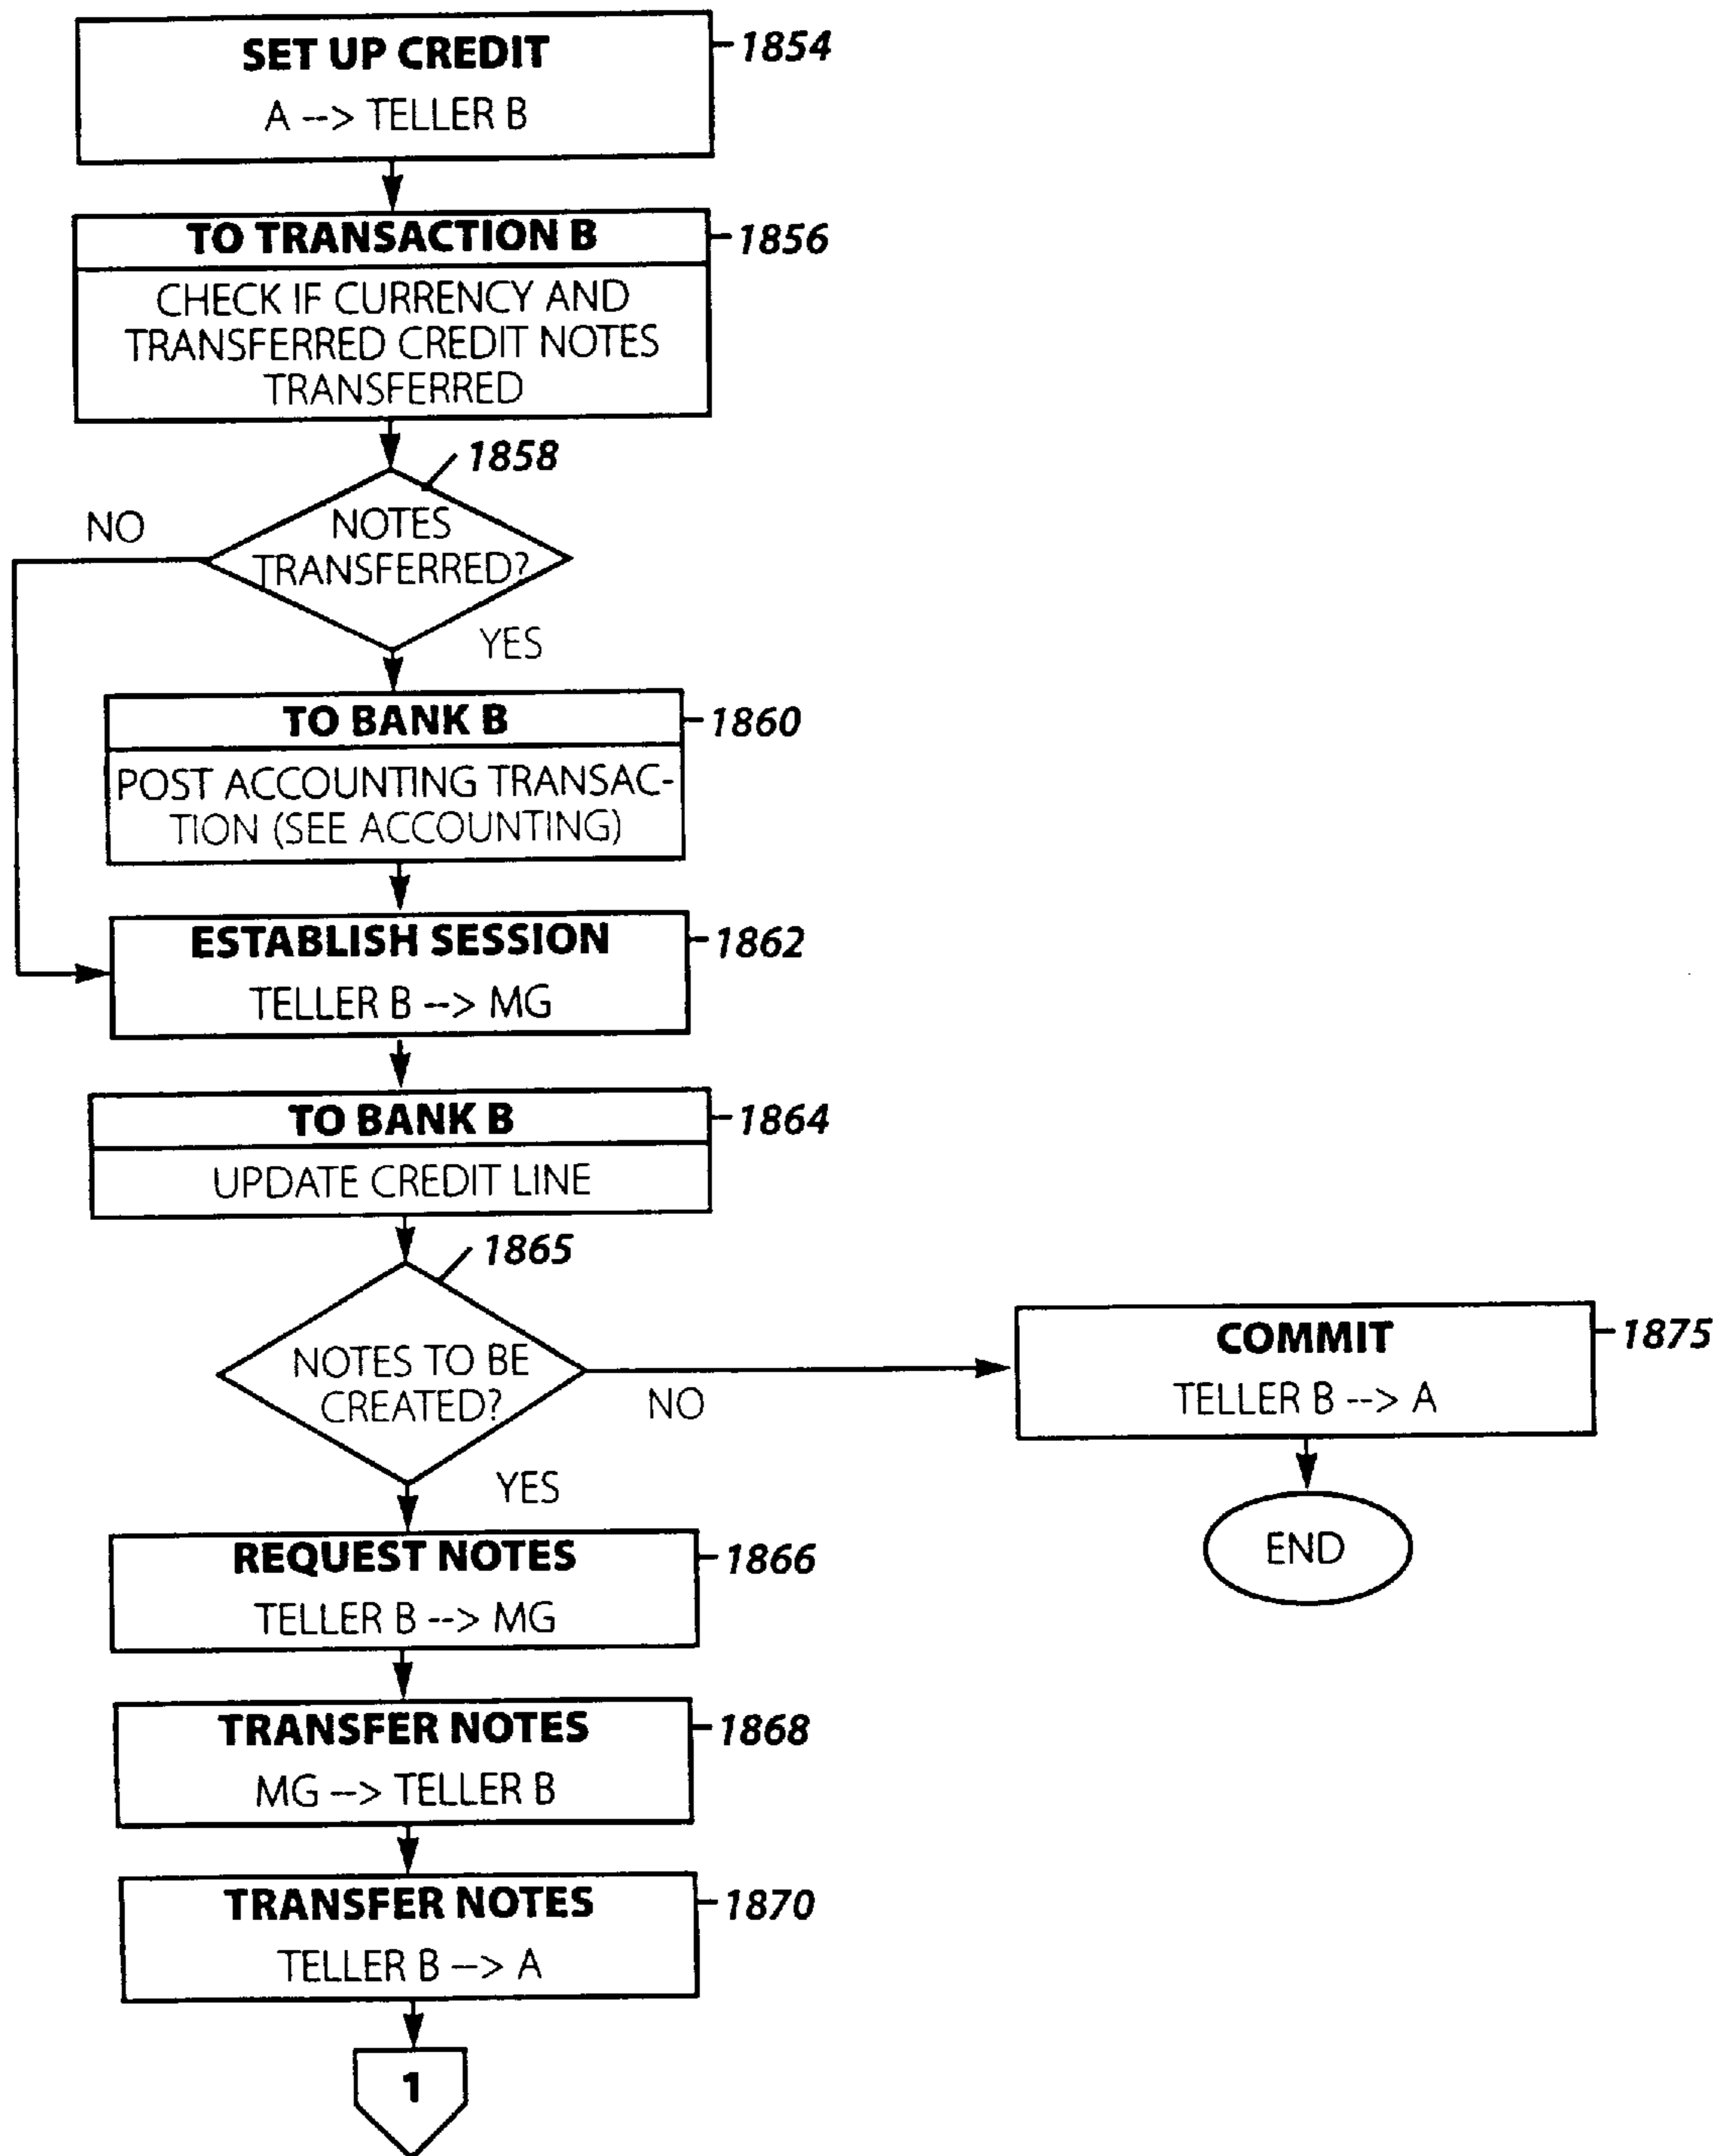 SET UP CREDIT
A --> TELLER B
1854
TO TRANSACTION B
1856
CHECK IF CURRENCY AND
TRANSFERRED CREDIT NOTES
TRANSFERRED
1858
NO
NOTES
TRANSFERRED?
YES
TO BANK B
1860
POST ACCOUNTING TRANSAC-
TION (SEE ACCOUNTING)
ESTABLISH SESSION
1862
TELLER B --> MG
TO BANK B
1864
UPDATE CREDIT LINE
1865
NOTES TO BE
CREATED?
NO
YES
COMMIT
1875
TELLER B --> A
END
REQUEST NOTES
1866
TELLER B --> MG
TRANSFER NOTES
1868
MG --> TELLER B
TRANSFER NOTES
1870
TELLER B --> A
1